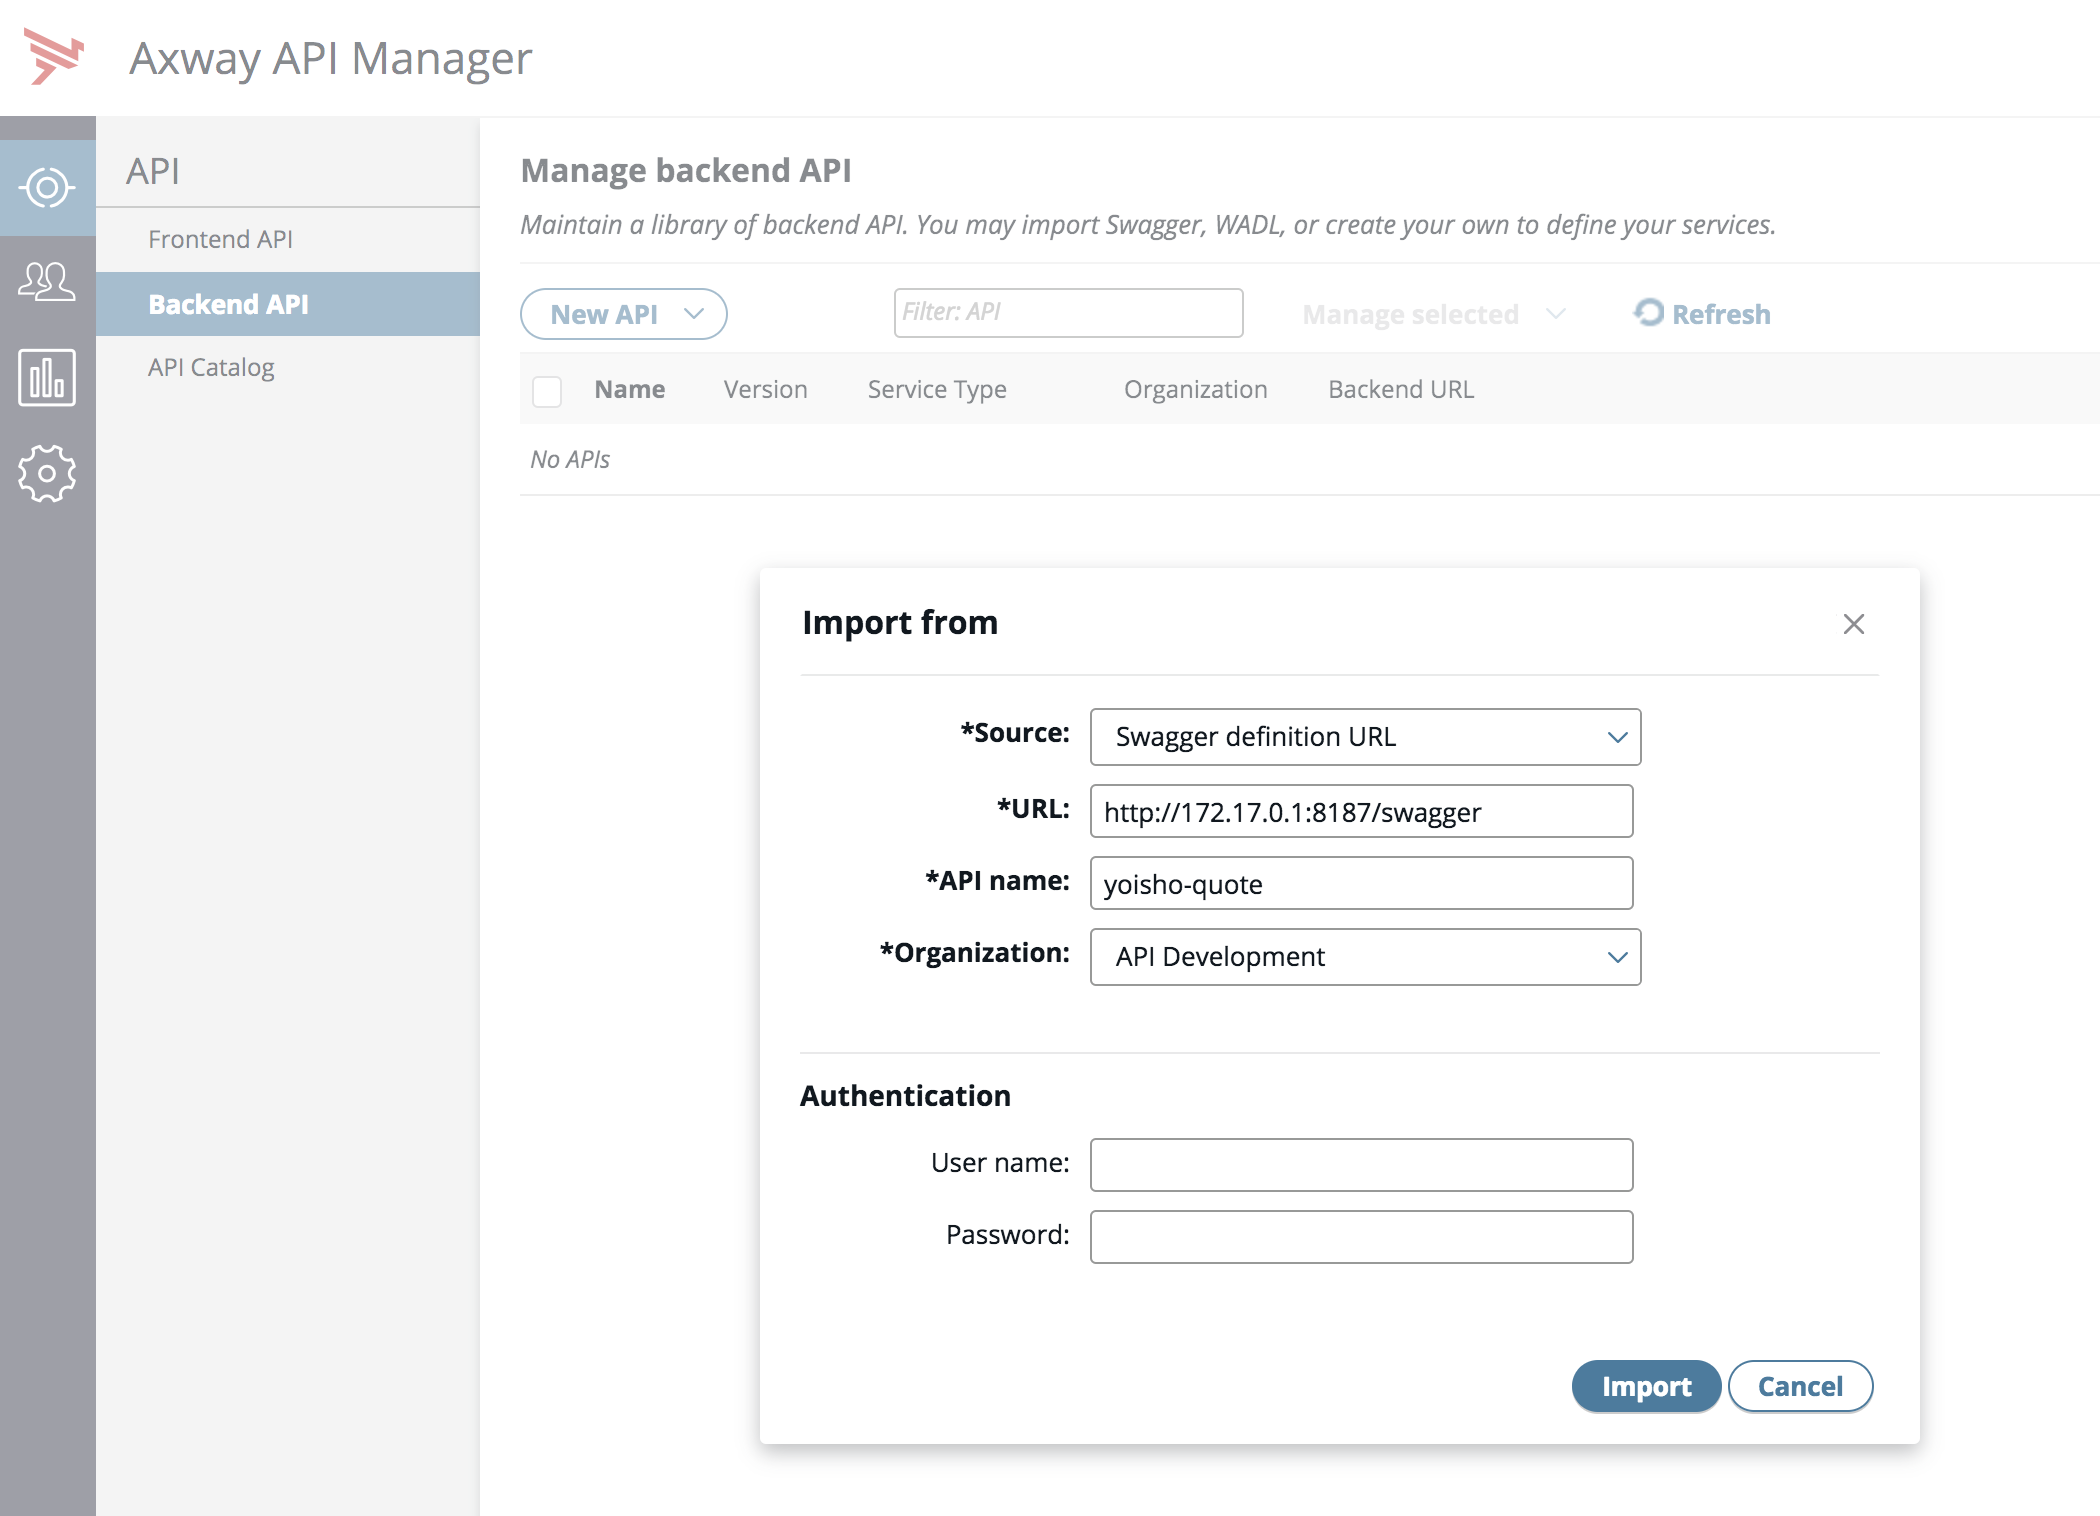 Axway API Manager
API
Frontend API
Backend API
API Catalog
Manage backend API
Maintain a library of backend API. You may import Swagger, WADL, or create your own to define your services.
New API
Filter: API
Manage selected
Refresh
Name Version Service Type Organization Backend URL
No APIs
Import from
*Source: Swagger definition URL
*URL: http://172.17.0.1:8187/swagger
*API name: yoisho-quote
*Organization: API Development
Authentication
User name:
Password:
Import Cancel